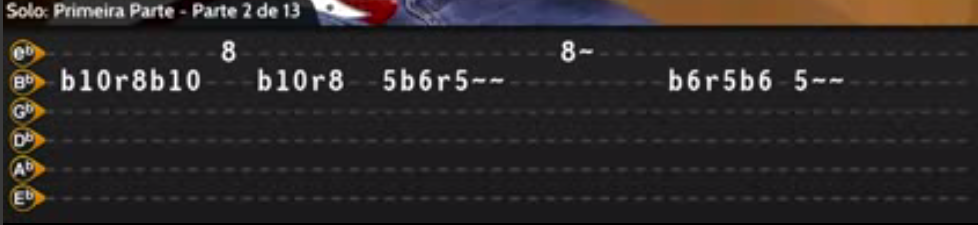 Solo: Primeira Parte - Parte 2 de 13
e♭ 8 8~
B♭ b10r8b10 b10r8 5b6r5~~ b6r5b6 5~~
G♭
D♭
A♭
E♭